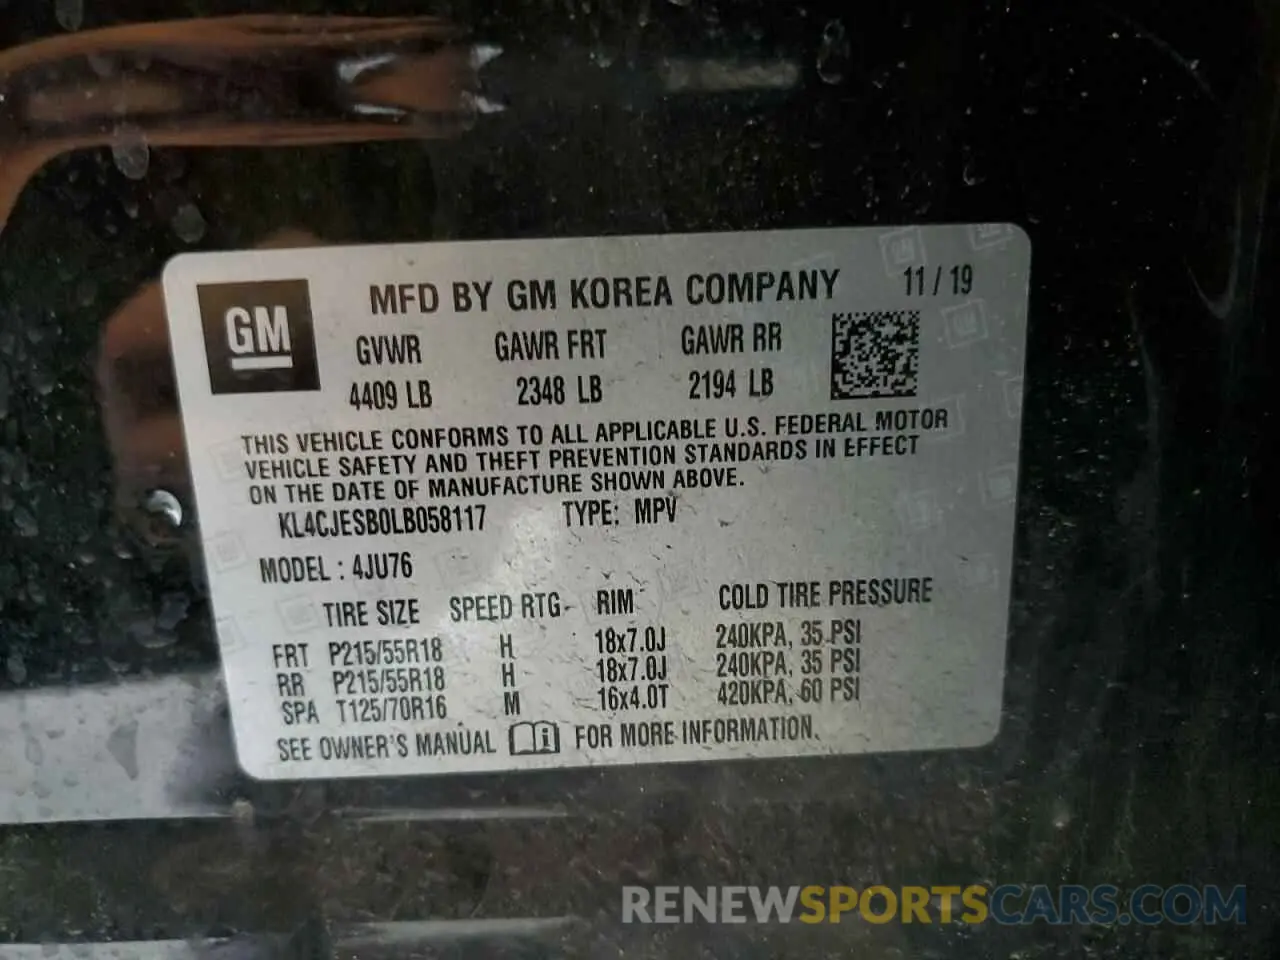 GM
MFD BY GM KOREA COMPANY 11 / 19
GVWR GAWR FRT GAWR RR
4409 LB 2348 LB 2194 LB
THIS VEHICLE CONFORMS TO ALL APPLICABLE U.S. FEDERAL MOTOR
VEHICLE SAFETY AND THEFT PREVENTION STANDARDS IN EFFECT
ON THE DATE OF MANUFACTURE SHOWN ABOVE.
KL4CJESB0LB058117 TYPE: MPV
MODEL : 4JU76
TIRE SIZE SPEED RTG RIM COLD TIRE PRESSURE
FRT P215/55R18 H 18x7.0J 240KPA, 35 PSI
RR P215/55R18 H 18x7.0J 240KPA, 35 PSI
SPA T125/70R16 M 16x4.0T 420KPA, 60 PSI
SEE OWNER'S MANUAL i FOR MORE INFORMATION.
RENEWSPORTSCARS.COM